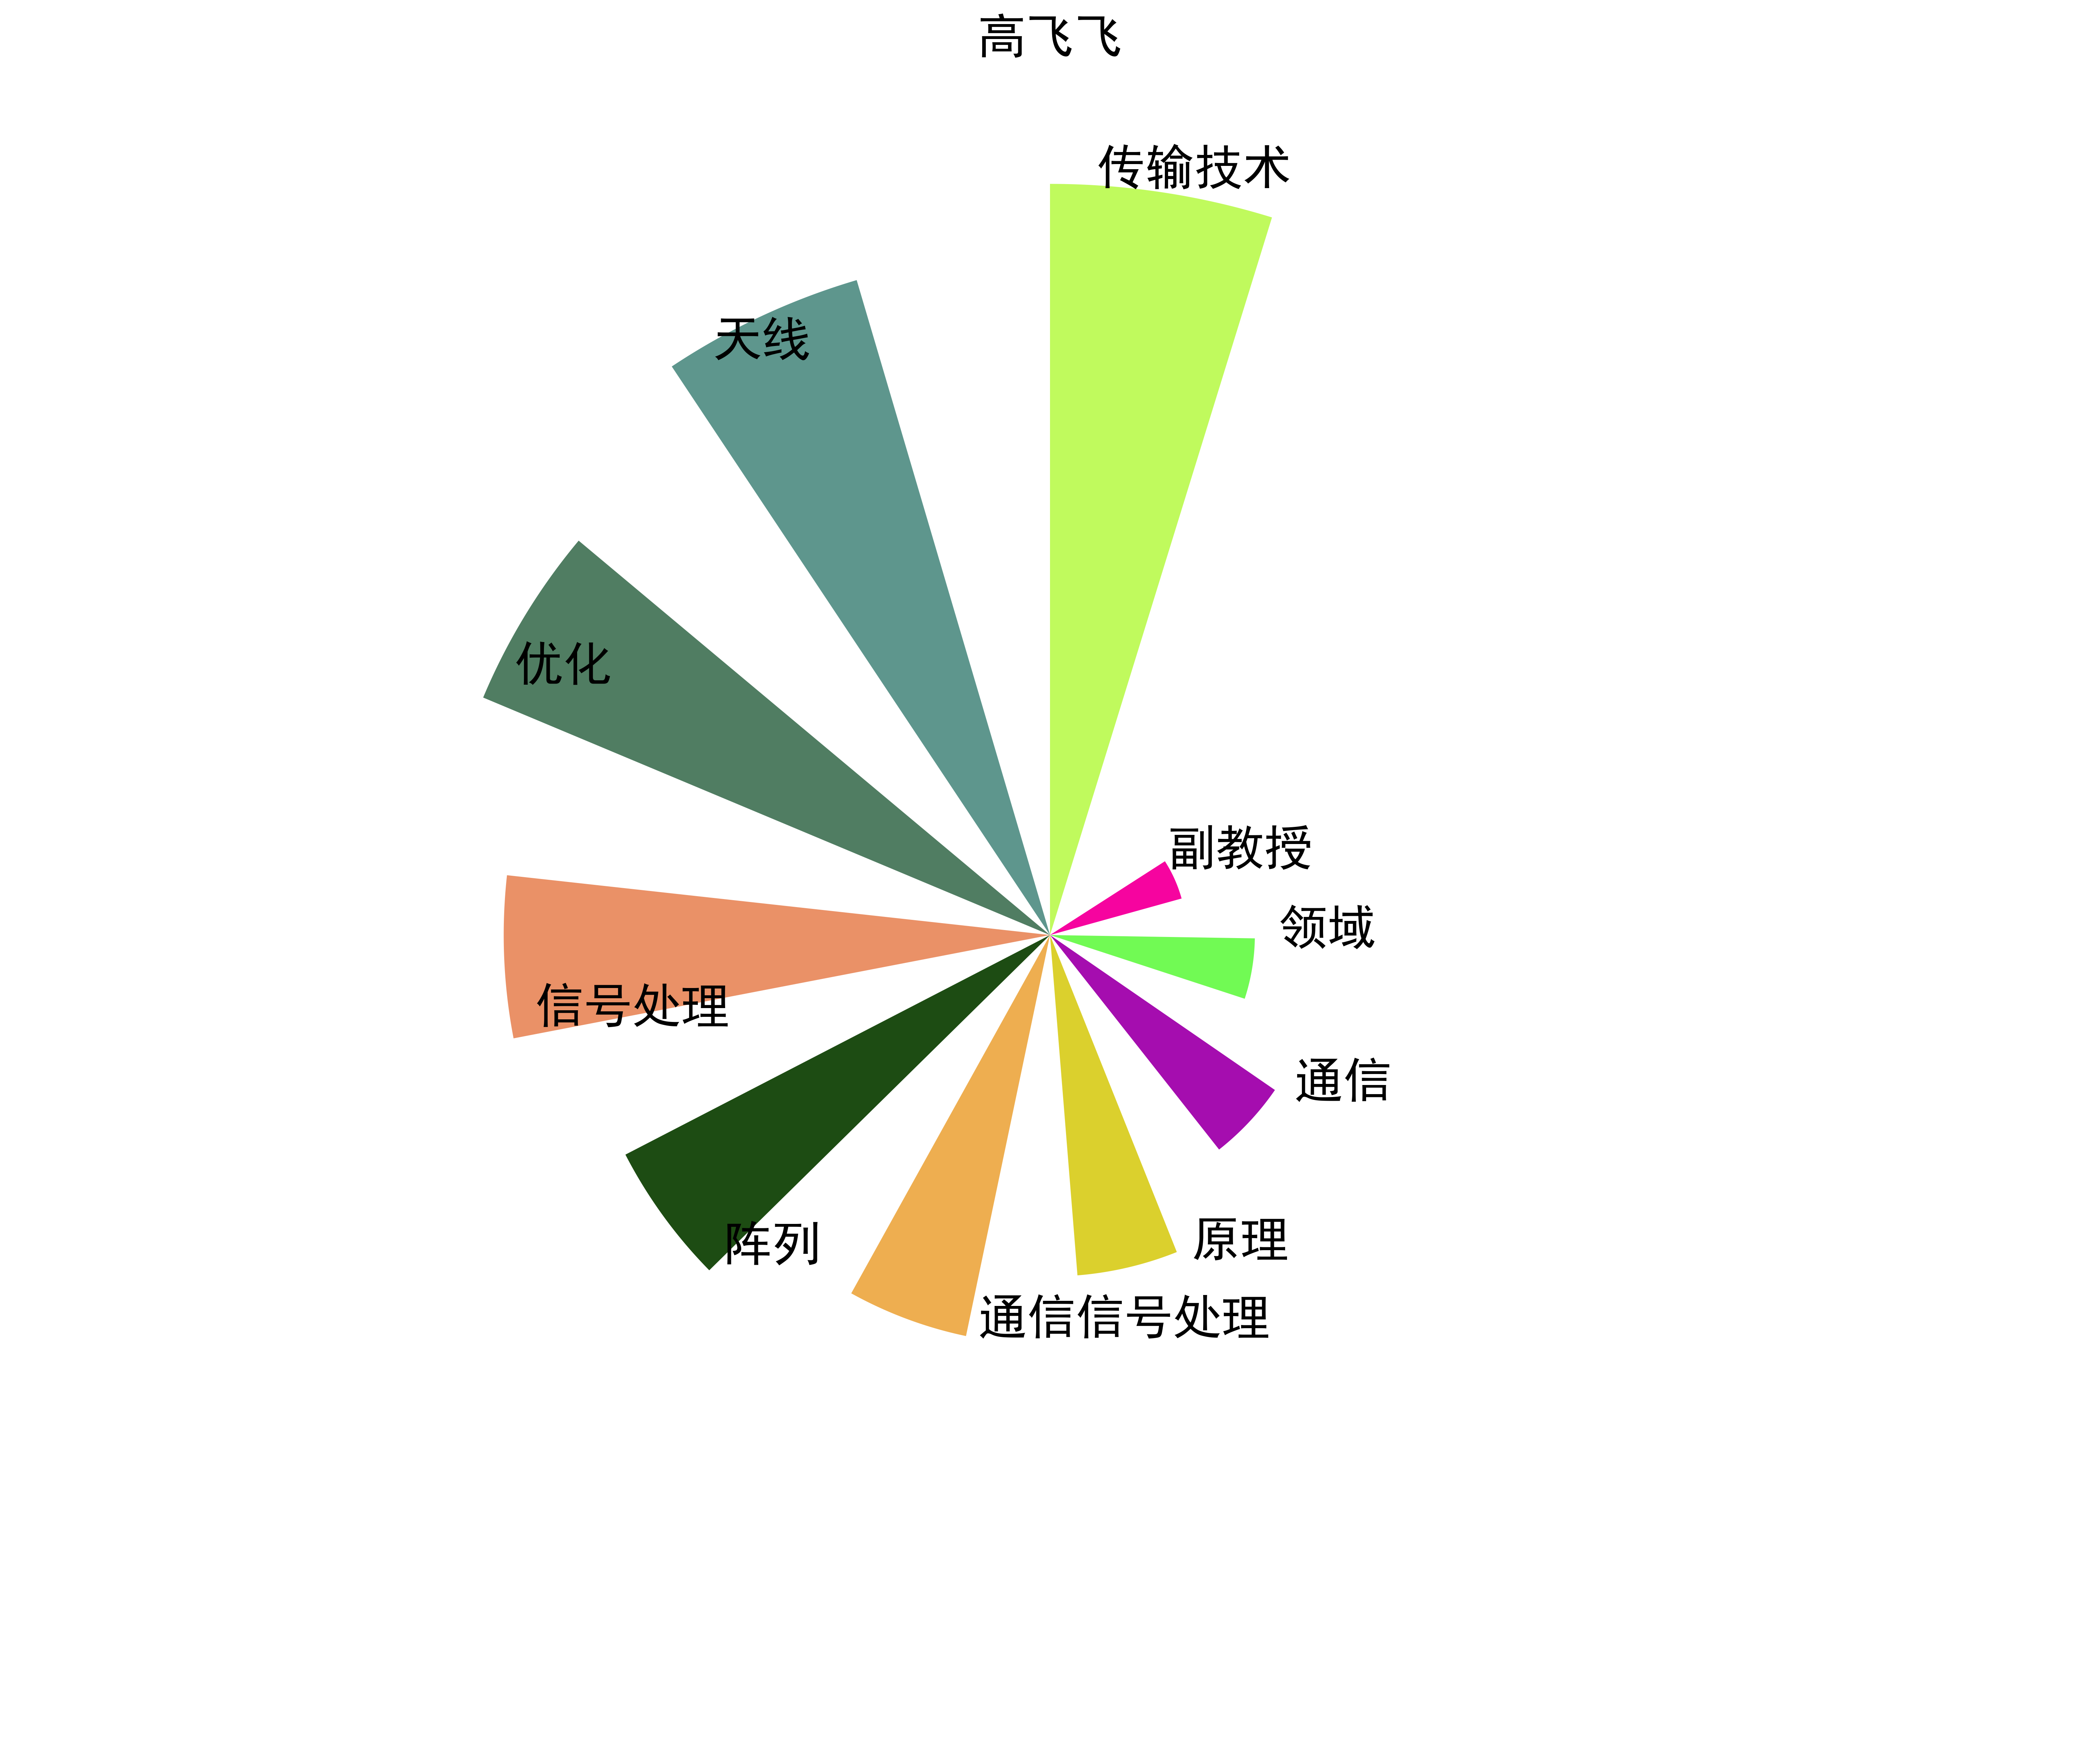 高飞飞
传输技术
天线
优化
副教授
领域
信号处理
通信
阵列
原理
通信信号处理